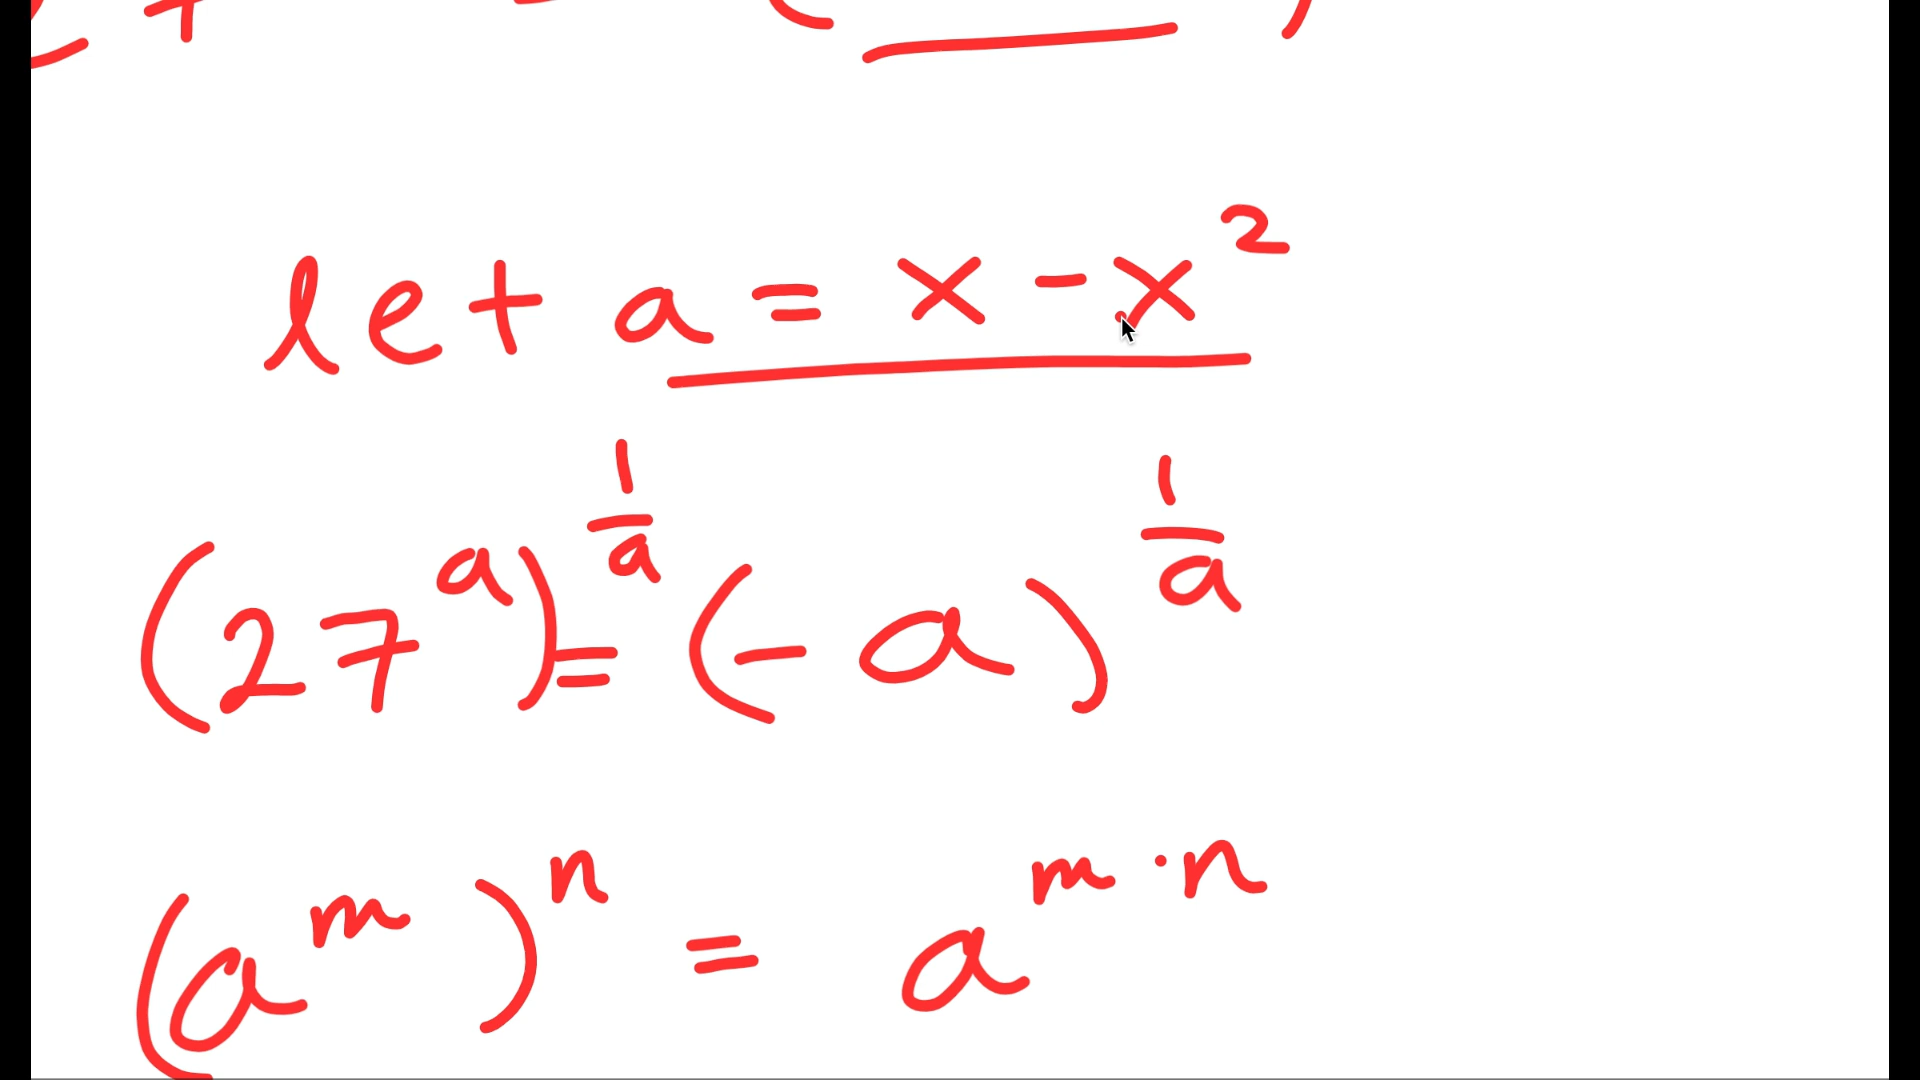 let a = x - x²
(27^a)^(1/a) = (-a)^(1/a)
(a^m)^n = a^(m·n)